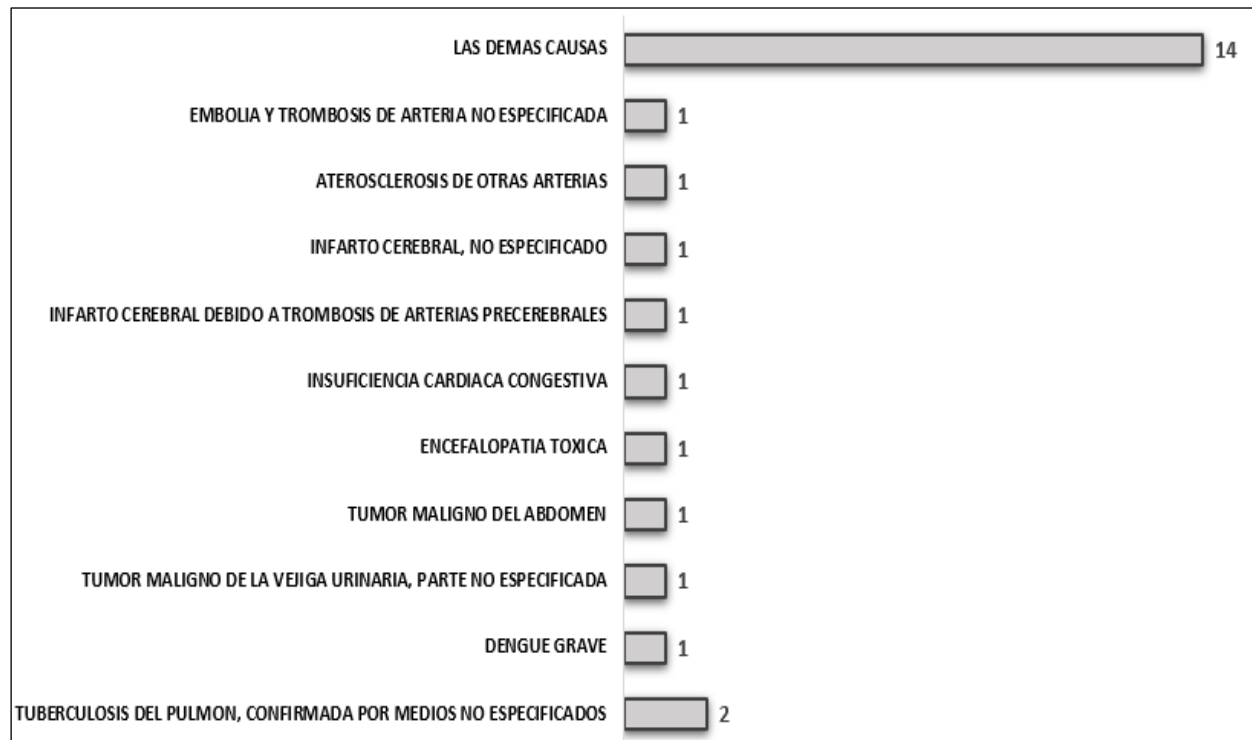 LAS DEMAS CAUSAS 14
EMBOLIA Y TROMBOSIS DE ARTERIA NO ESPECIFICADA 1
ATEROSCLEROSIS DE OTRAS ARTERIAS 1
INFARTO CEREBRAL, NO ESPECIFICADO 1
INFARTO CEREBRAL DEBIDO A TROMBOSIS DE ARTERIAS PRECEREBRALES 1
INSUFICIENCIA CARDIACA CONGESTIVA 1
ENCEFALOPATIA TOXICA 1
TUMOR MALIGNO DEL ABDOMEN 1
TUMOR MALIGNO DE LA VEJIGA URINARIA, PARTE NO ESPECIFICADA 1
DENGUE GRAVE 1
TUBERCULOSIS DEL PULMON, CONFIRMADA POR MEDIOS NO ESPECIFICADOS 2